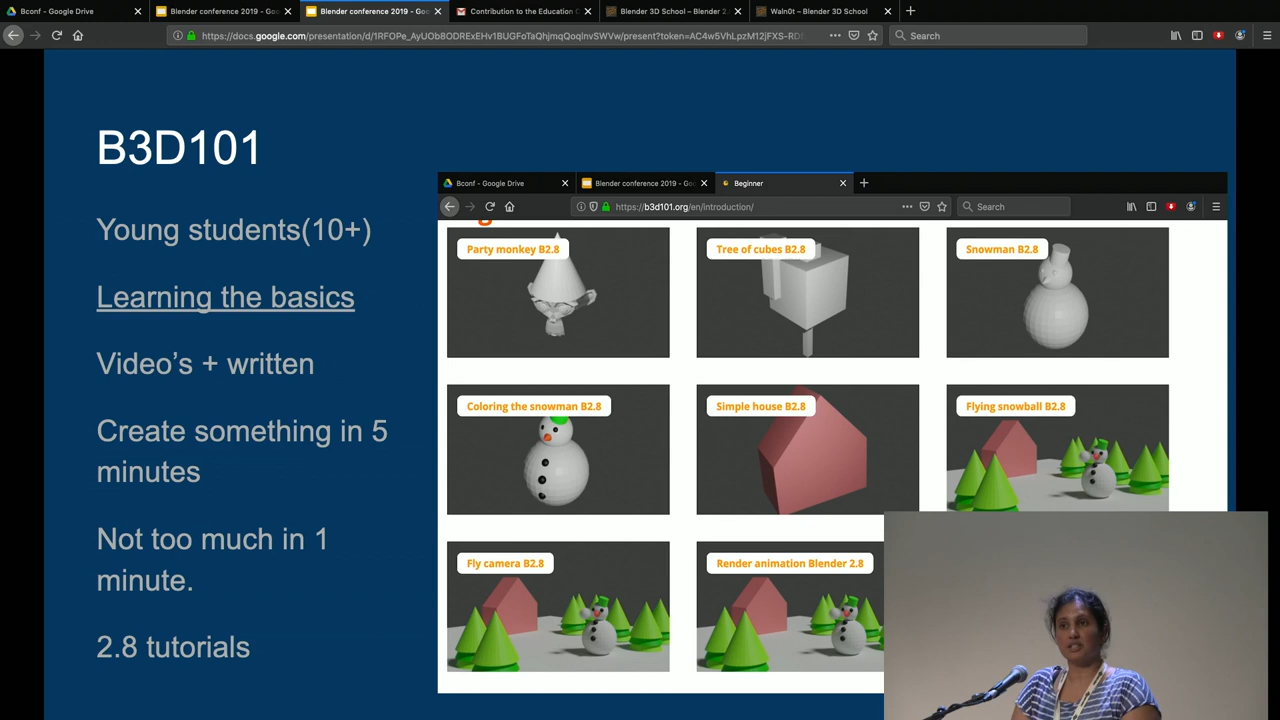 Bconf - Google Drive
Blender conference 2019 - Go
Blender conference 2019 - Goo
Contribution to the Education C
Blender 3D School – Blender 2
Waln0t – Blender 3D School
Search
B3D101
Young students(10+)
Learning the basics
Video's + written
Create something in 5
minutes
Not too much in 1
minute.
2.8 tutorials
Bconf - Google Drive
Blender conference 2019 - Goo
Beginner
https://b3d101.org/en/introduction/
Search
Party monkey B2.8
Tree of cubes B2.8
Snowman B2.8
Coloring the snowman B2.8
Simple house B2.8
Flying snowball B2.8
Fly camera B2.8
Render animation Blender 2.8